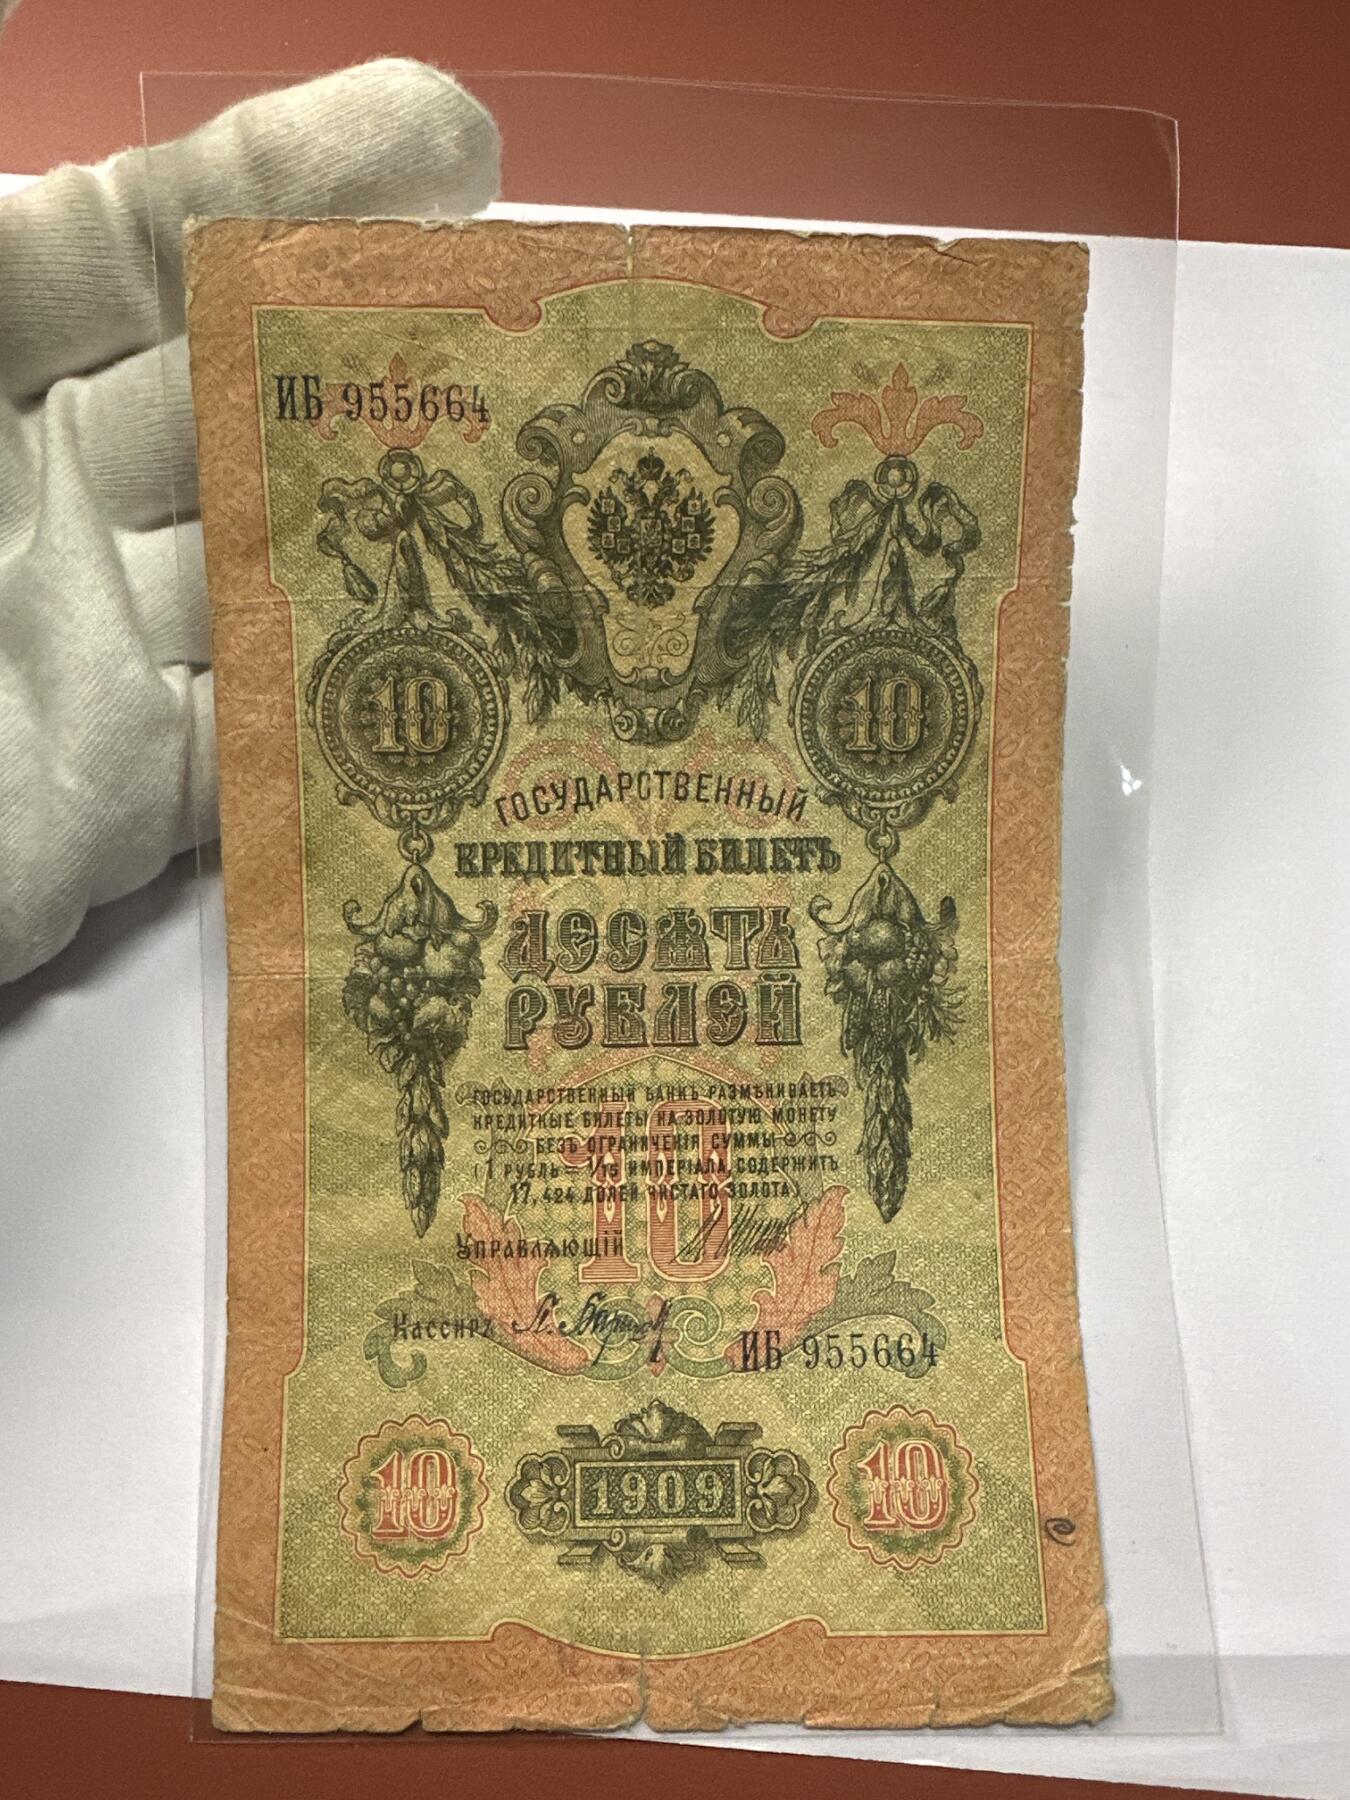 ИБ 955664
10
10
ГОСУДАРСТВЕННЫЙ
КРЕДИТНЫЙ БИЛЕТЪ
ДЕСЯТЬ
РУБЛЕЙ
ГОСУДАРСТВЕННЫЙ БАНКЪ РАЗМѢНИВАЕТЪ
КРЕДИТНЫЕ БИЛЕТЫ НА ЗОЛОТУЮ МОНЕТУ
БЕЗЪ ОГРАНИЧЕНІЯ СУММЫ
(1 РУБЛЬ = 1/15 ИМПЕРІАЛА, СОДЕРЖИТЪ
17,424 ДОЛЕЙ ЧИСТАГО ЗОЛОТА)
10
УПРАВЛЯЮЩІЙ
КАССИРЪ
ИБ 955664
10
1909
10